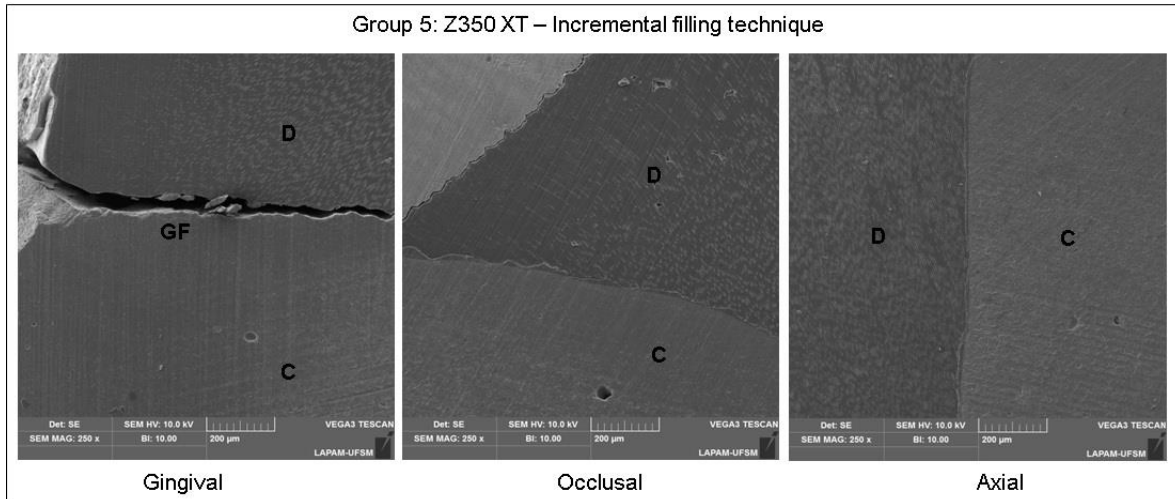 Group 5: Z350 XT – Incremental filling technique
D
GF
C
Det: SE SEM HV: 10.0 kV VEGA3 TESCAN
SEM MAG: 250 x BI: 10.00 200 µm
LAPAM-UFSM
Gingival
D
C
Det: SE SEM HV: 10.0 kV VEGA3 TESCAN
SEM MAG: 250 x BI: 10.00 200 µm
LAPAM-UFSM
Occlusal
D
C
Det: SE SEM HV: 10.0 kV VEGA3 TESCAN
SEM MAG: 250 x BI: 10.00 200 µm
LAPAM-UFSM
Axial